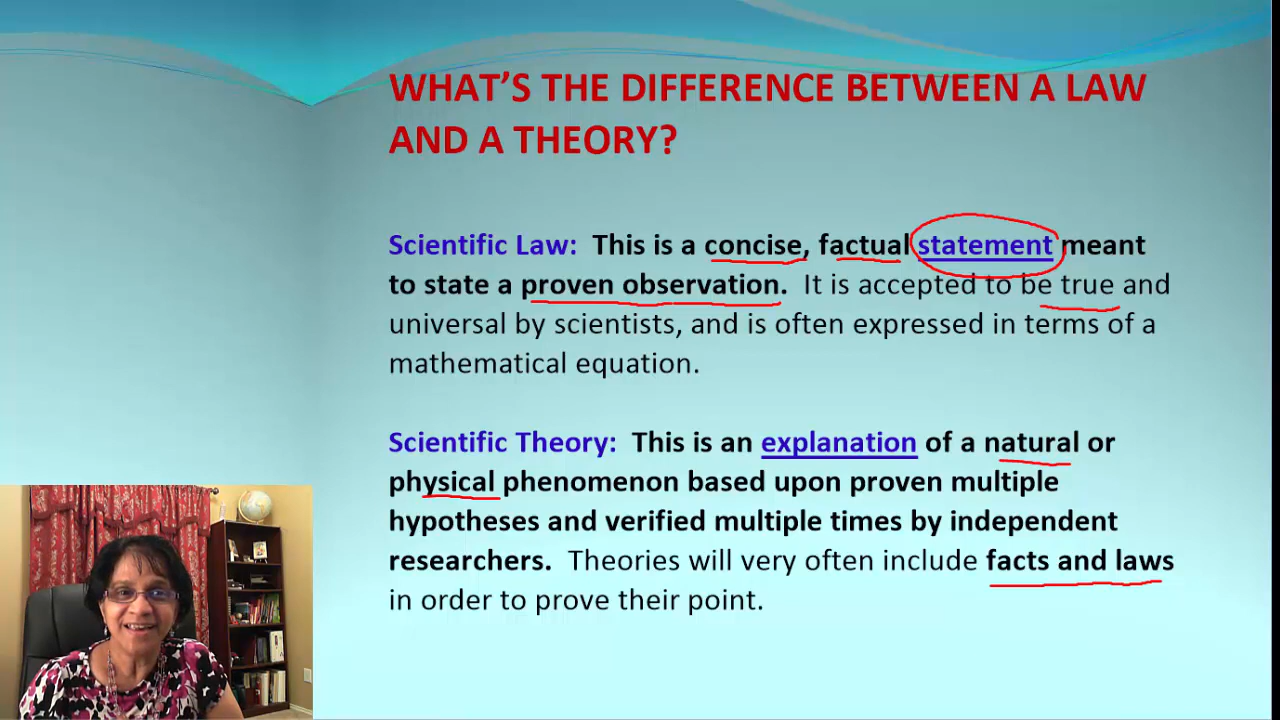 WHAT'S THE DIFFERENCE BETWEEN A LAW
AND A THEORY?
Scientific Law: This is a concise, factual statement meant
to state a proven observation. It is accepted to be true and
universal by scientists, and is often expressed in terms of a
mathematical equation.
Scientific Theory: This is an explanation of a natural or
physical phenomenon based upon proven multiple
hypotheses and verified multiple times by independent
researchers. Theories will very often include facts and laws
in order to prove their point.